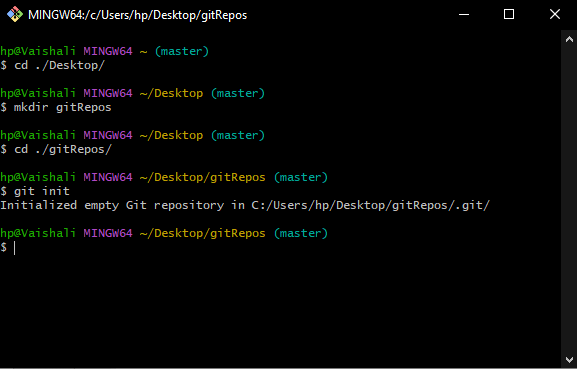 MINGW64:/c/Users/hp/Desktop/gitRepos
hp@Vaishali MINGW64 ~ (master)
$ cd ./Desktop/
hp@Vaishali MINGW64 ~/Desktop (master)
$ mkdir gitRepos
hp@Vaishali MINGW64 ~/Desktop (master)
$ cd ./gitRepos/
hp@Vaishali MINGW64 ~/Desktop/gitRepos (master)
$ git init
Initialized empty Git repository in C:/Users/hp/Desktop/gitRepos/.git/
hp@Vaishali MINGW64 ~/Desktop/gitRepos (master)
$